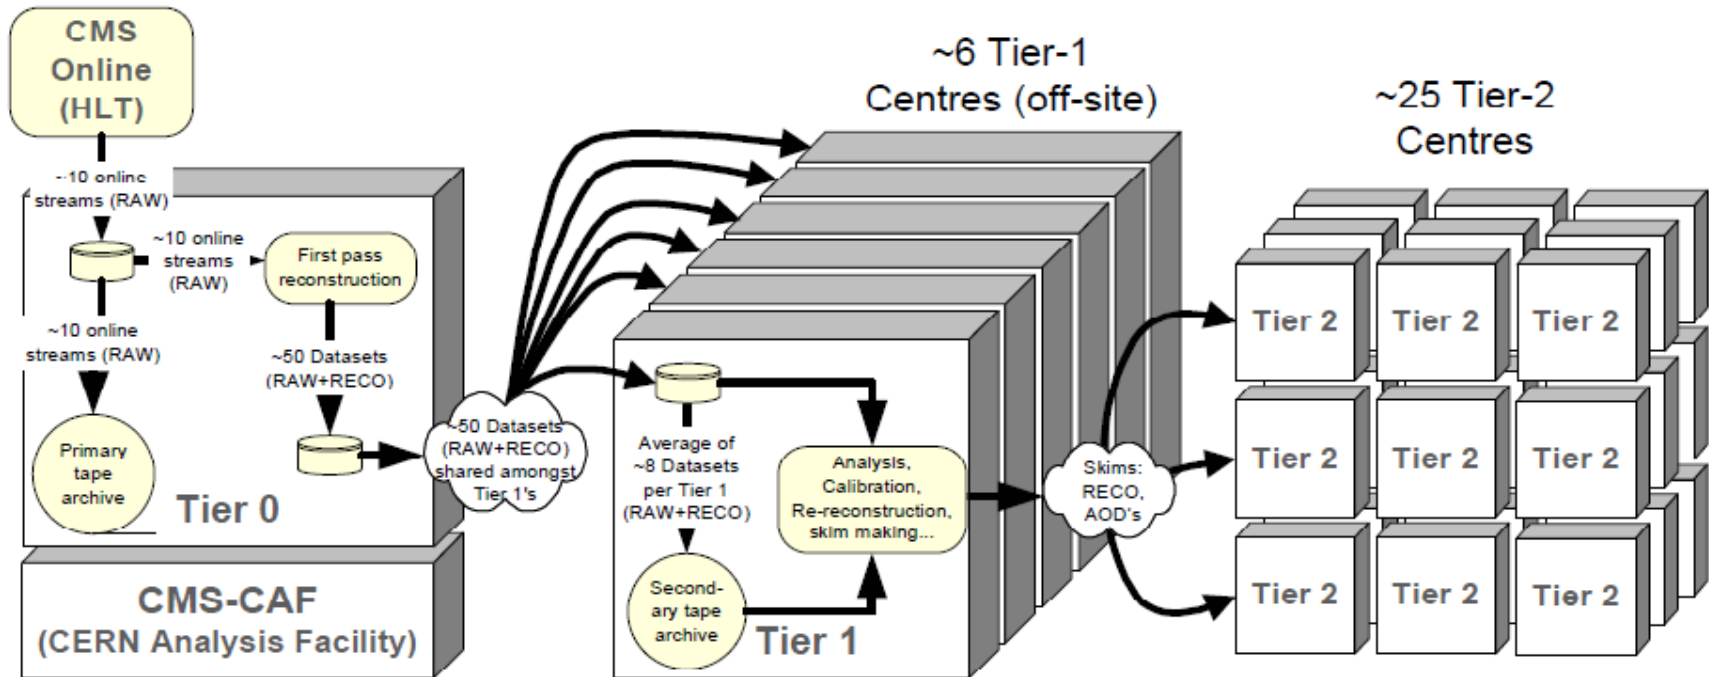 CMS
Online
(HLT)
~10 online
streams (RAW)
~10 online
streams
(RAW)
First pass
reconstruction
~10 online
streams (RAW)
~50 Datasets
(RAW+RECO)
Primary
tape
archive
Tier 0
CMS-CAF
(CERN Analysis Facility)
~50 Datasets
(RAW+RECO)
shared amongst
Tier 1's
~6 Tier-1
Centres (off-site)
Average of
~8 Datasets
per Tier 1
(RAW+RECO)
Analysis,
Calibration,
Re-reconstruction,
skim making...
Second-
ary tape
archive
Tier 1
Skims:
RECO,
AOD's
~25 Tier-2
Centres
Tier 2
Tier 2
Tier 2
Tier 2
Tier 2
Tier 2
Tier 2
Tier 2
Tier 2